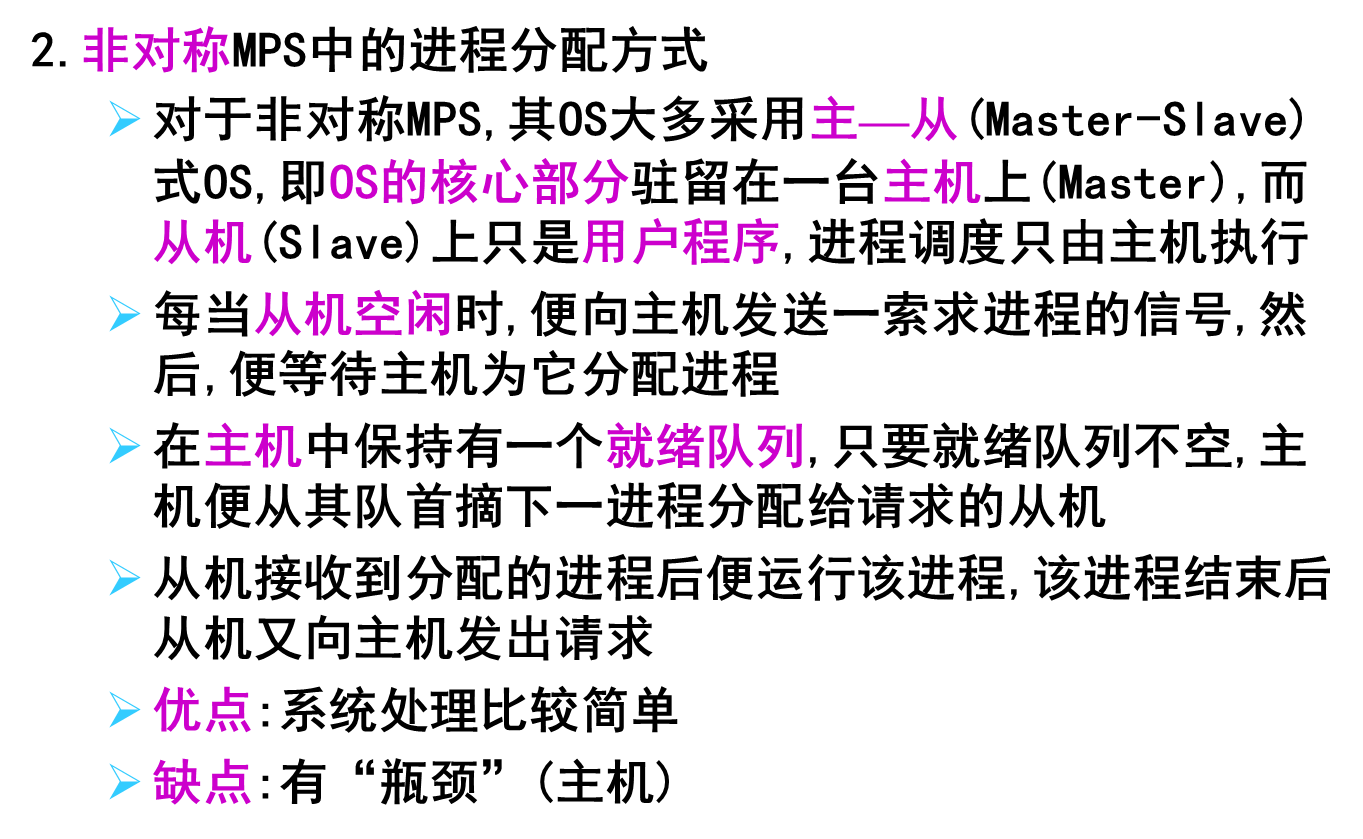 2.非对称MPS中的进程分配方式
对于非对称MPS,其OS大多采用主—从(Master-Slave)
式OS,即OS的核心部分驻留在一台主机上(Master),而
从机(Slave)上只是用户程序,进程调度只由主机执行
每当从机空闲时,便向主机发送一索求进程的信号,然
后,便等待主机为它分配进程
在主机中保持有一个就绪队列,只要就绪队列不空,主
机便从其队首摘下一进程分配给请求的从机
从机接收到分配的进程后便运行该进程,该进程结束后
从机又向主机发出请求
优点:系统处理比较简单
缺点:有“瓶颈”(主机)